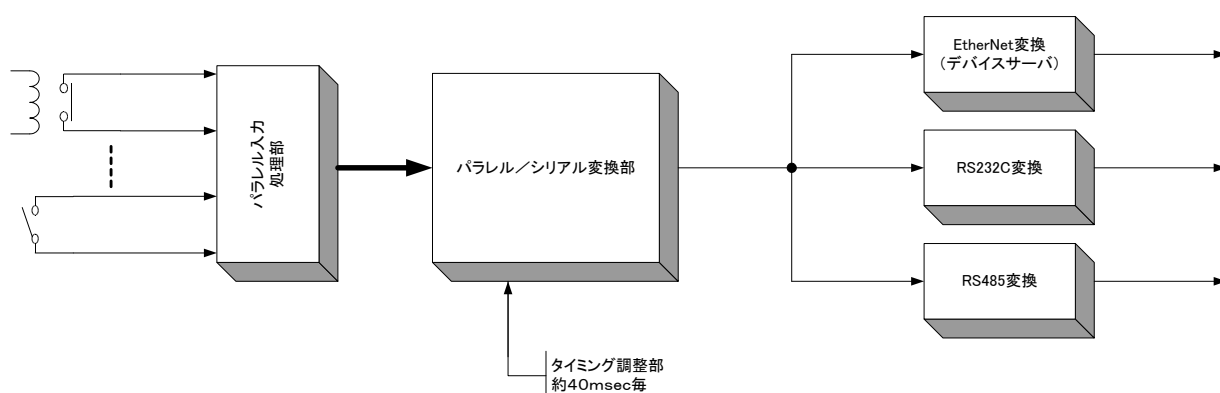 EtherNet変換
(デバイスサーバ)
パラレル入力
処理部
パラレル／シリアル変換部
RS232C変換
RS485変換
タイミング調整部
約40msec毎